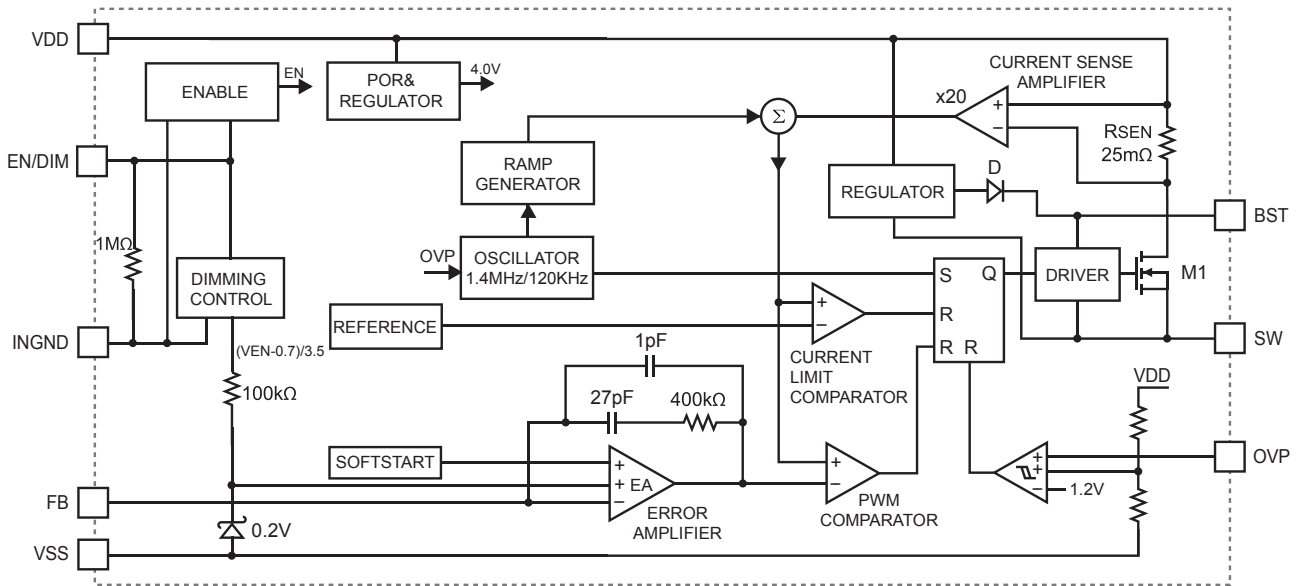 VDD
EN
ENABLE
POR&
REGULATOR
4.0V
CURRENT SENSE
AMPLIFIER
x20
+
−
Σ
RSEN
25mΩ
EN/DIM
RAMP
GENERATOR
REGULATOR
D
BST
1MΩ
DIMMING
CONTROL
OVP
OSCILLATOR
1.4MHz/120KHz
S
Q
DRIVER
M1
INGND
REFERENCE
+
−
R
SW
(VEN-0.7)/3.5
1pF
CURRENT
LIMIT
COMPARATOR
R R
VDD
100kΩ
27pF
400kΩ
SOFTSTART
+
+ EA
−
+
−
+
+
−
1.2V
OVP
FB
ERROR
AMPLIFIER
PWM
COMPARATOR
0.2V
VSS